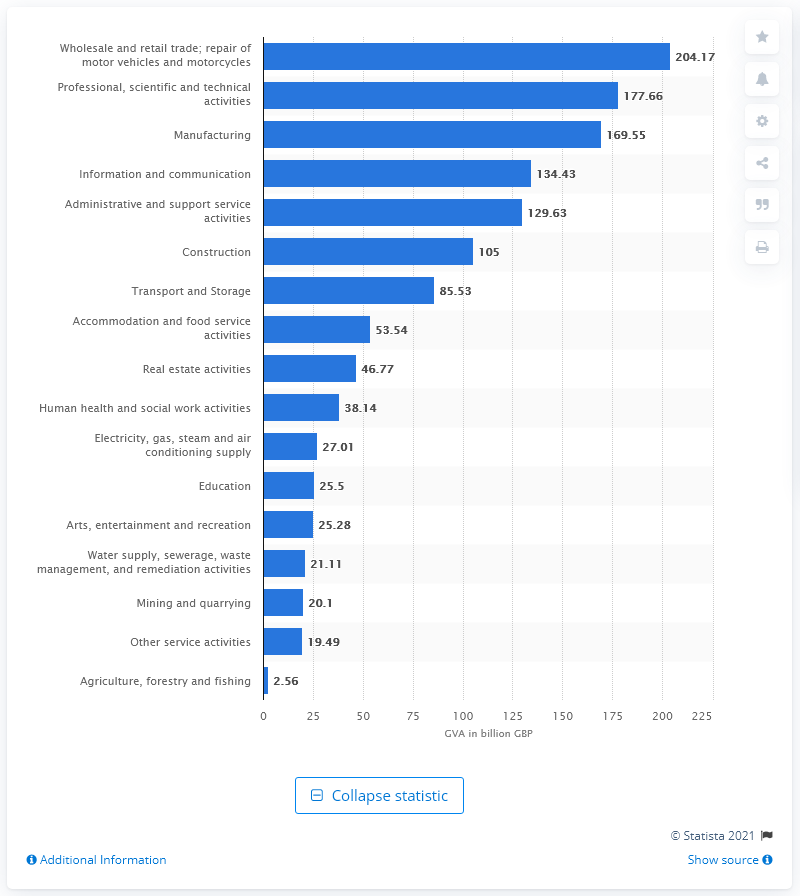 Wholesale and retail trade; repair of
motor vehicles and motorcycles
204.17
Professional, scientific and technical
activities
177.66
Manufacturing
169.55
Information and communication
134.43
Administrative and support service
activities
129.63
Construction
105
Transport and Storage
85.53
Accommodation and food service
activities
53.54
Real estate activities
46.77
Human health and social work activities
38.14
Electricity, gas, steam and air
conditioning supply
27.01
Education
25.5
Arts, entertainment and recreation
25.28
Water supply, sewerage, waste
management, and remediation activities
21.11
Mining and quarrying
20.1
Other service activities
19.49
Agriculture, forestry and fishing
2.56
0 25 50 75 100 125 150 175 200 225
GVA in billion GBP
Collapse statistic
© Statista 2021
Additional Information
Show source